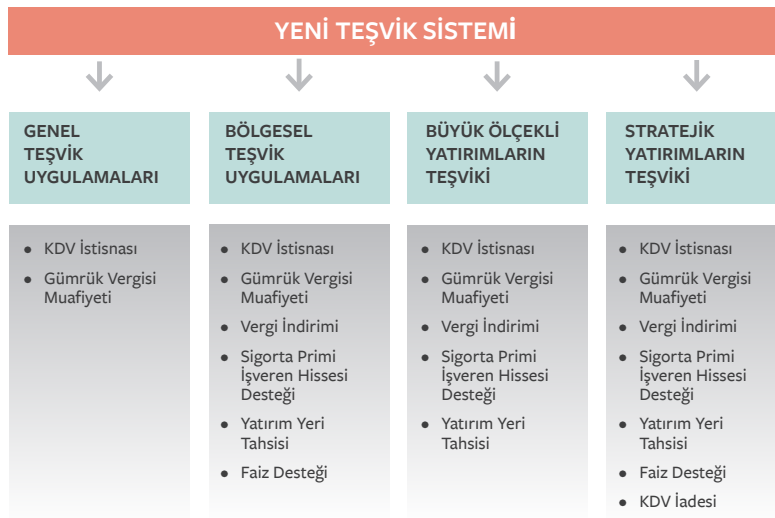 YENİ TEŞVİK SİSTEMİ
GENEL
TEŞVİK
UYGULAMALARI
• KDV İstisnası
• Gümrük Vergisi
Muafiyeti
BÖLGESEL
TEŞVİK
UYGULAMALARI
• KDV İstisnası
• Gümrük Vergisi
Muafiyeti
• Vergi İndirimi
• Sigorta Primi
İşveren Hissesi
Desteği
• Yatırım Yeri
Tahsisi
• Faiz Desteği
BÜYÜK ÖLÇEKLİ
YATIRIMLARIN
TEŞVİKİ
• KDV İstisnası
• Gümrük Vergisi
Muafiyeti
• Vergi İndirimi
• Sigorta Primi
İşveren Hissesi
Desteği
• Yatırım Yeri
Tahsisi
STRATEJİK
YATIRIMLARIN
TEŞVİKİ
• KDV İstisnası
• Gümrük Vergisi
Muafiyeti
• Vergi İndirimi
• Sigorta Primi
İşveren Hissesi
Desteği
• Yatırım Yeri
Tahsisi
• Faiz Desteği
• KDV İadesi